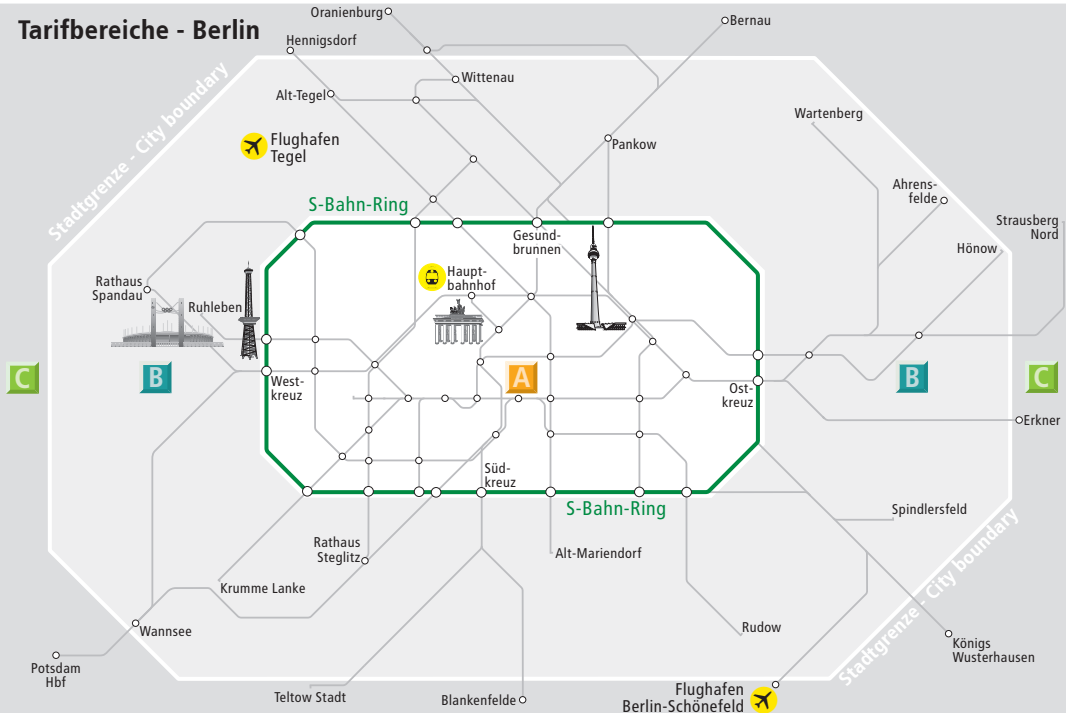 Tarifbereiche - Berlin
Oranienburg
Bernau
Hennigsdorf
Stadtgrenze - City boundary
Wittenau
Alt-Tegel
Wartenberg
Flughafen
Tegel
Pankow
Ahrens-
felde
S-Bahn-Ring
Strausberg
Nord
Gesund-
brunnen
Hönow
Haupt-
bahnhof
Rathaus
Spandau
Ruhleben
C
B
West-
kreuz
A
Ost-
kreuz
B
C
Erkner
Süd-
kreuz
S-Bahn-Ring
Spindlersfeld
Rathaus
Steglitz
Alt-Mariendorf
Stadtgrenze - City boundary
Krumme Lanke
Wannsee
Rudow
Königs
Wusterhausen
Potsdam
Hbf
Teltow Stadt
Blankenfelde
Flughafen
Berlin-Schönefeld